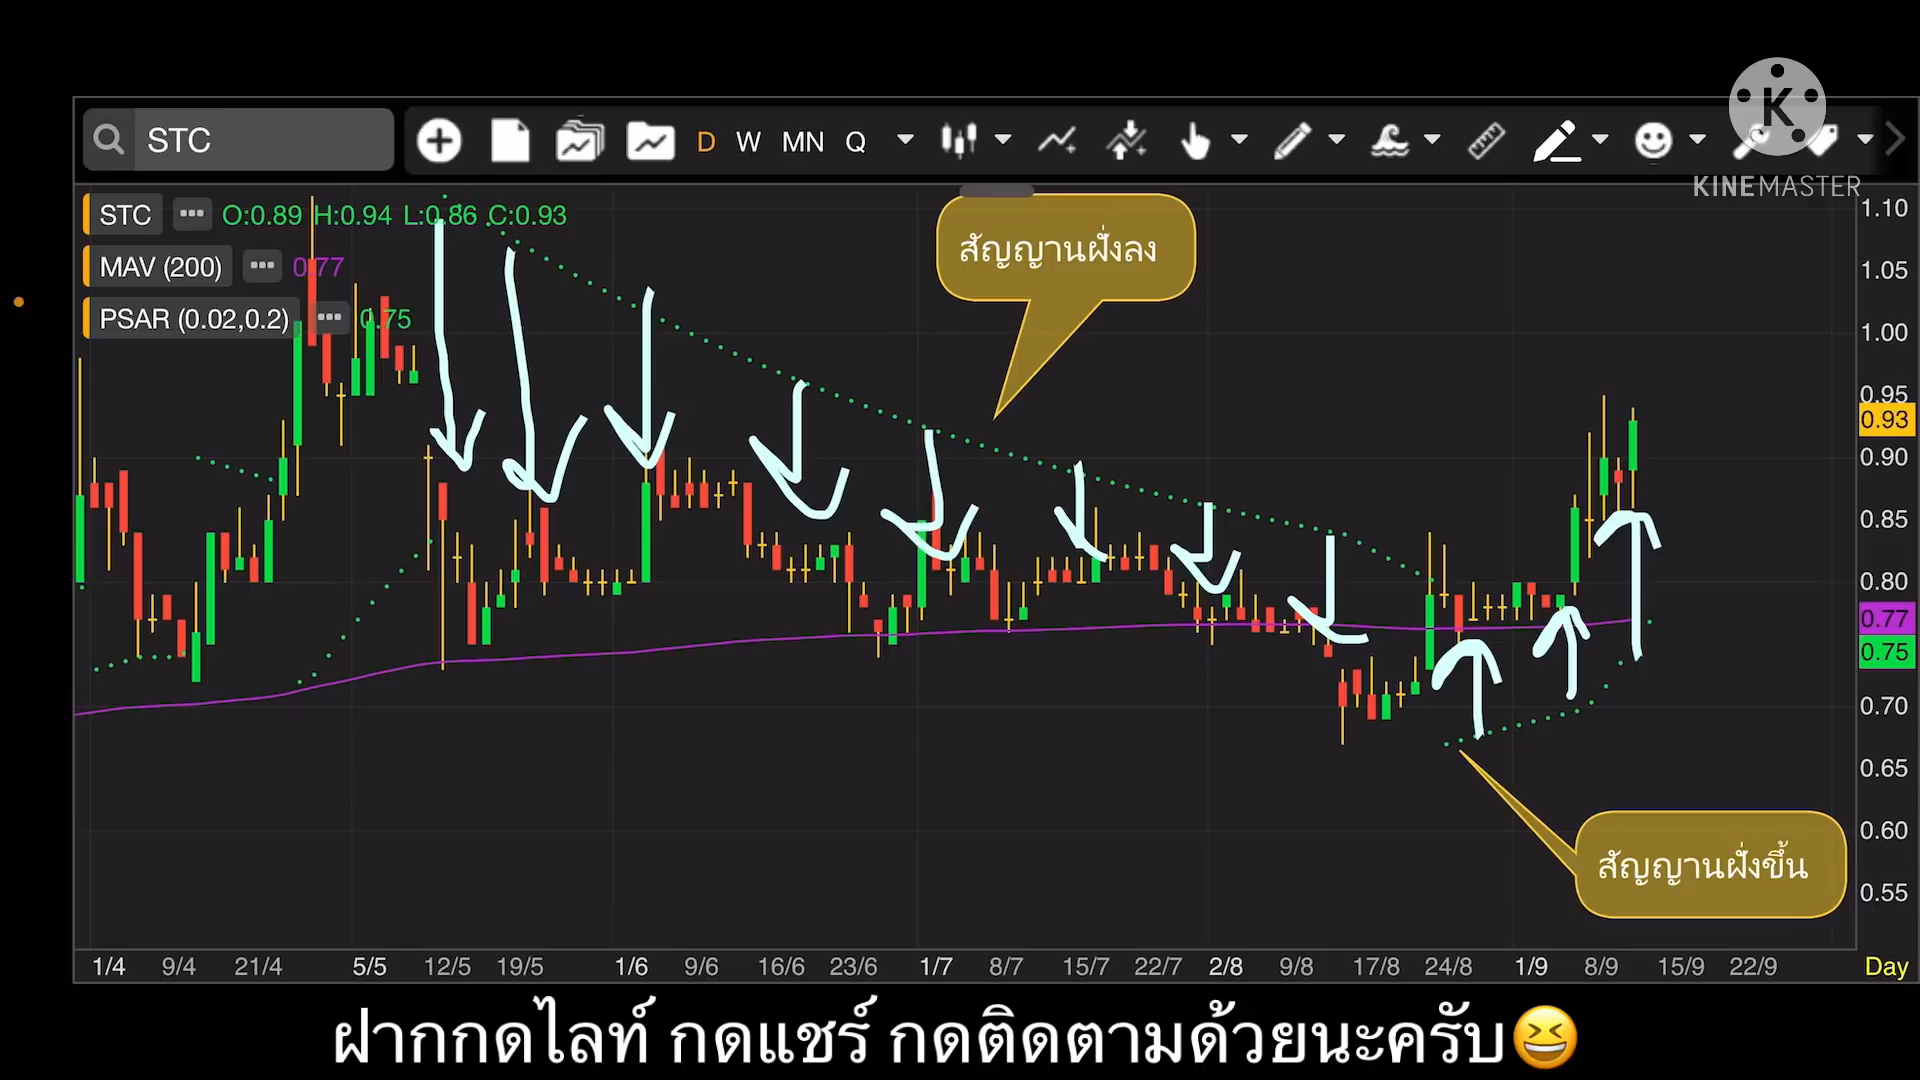 STC
D W MN Q
KINEMASTER
STC ••• O:0.89 H:0.94 L:0.86 C:0.93
MAV (200) ••• 0.77
PSAR (0.02,0.2) ••• 0.75
สัญญานฝั่งลง
สัญญานฝั่งขึ้น
1.10
1.05
1.00
0.95
0.93
0.90
0.85
0.80
0.77
0.75
0.70
0.65
0.60
0.55
1/4 9/4 21/4 5/5 12/5 19/5 1/6 9/6 16/6 23/6 1/7 8/7 15/7 22/7 2/8 9/8 17/8 24/8 1/9 8/9 15/9 22/9 Day
ฝากกดไลท์ กดแชร์ กดติดตามด้วยนะครับ😆